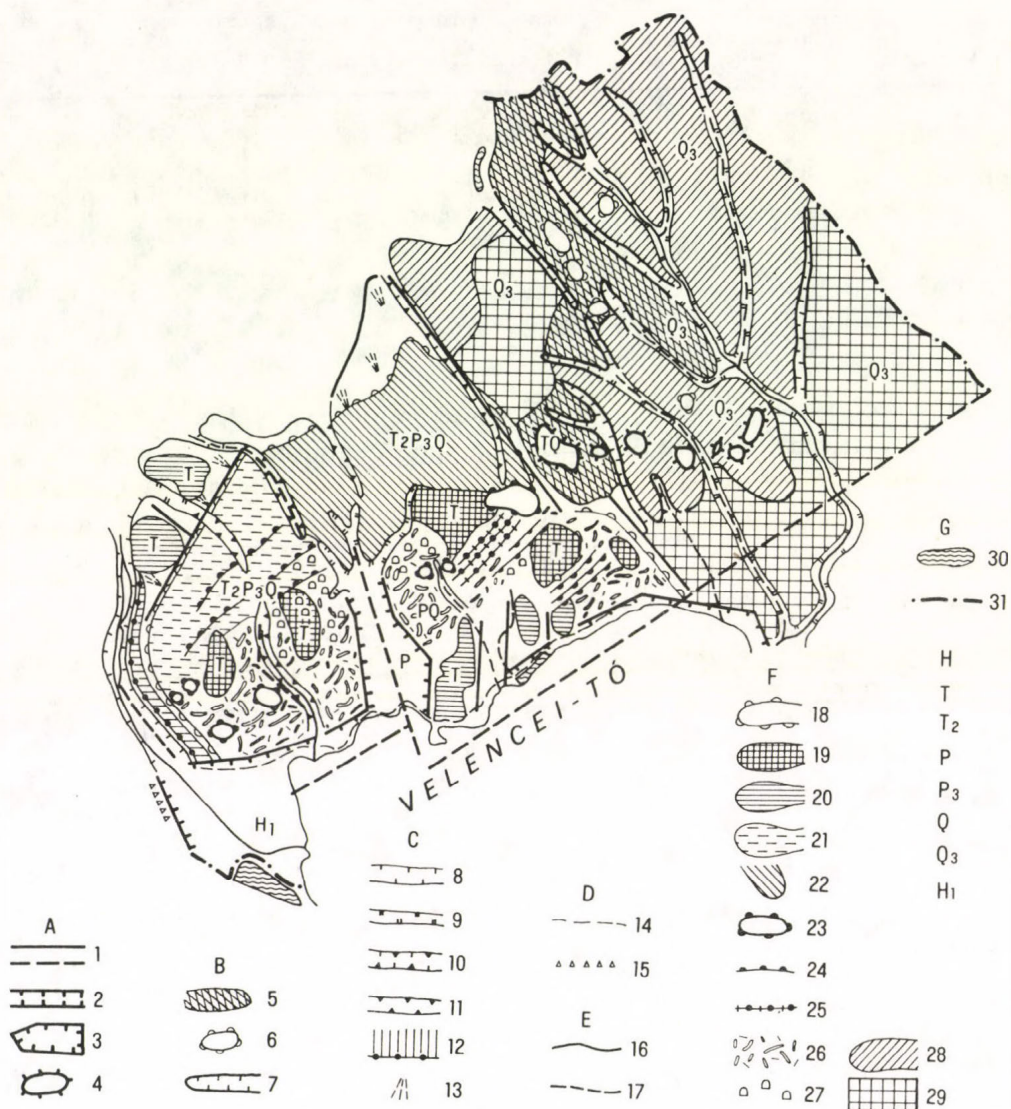 Q3
Q3
Q3
Q3
T2P3Q
Q3
TQ
T
T
T
T
T2P3Q
T
PQ
T
P
T
VELENCEI-TÓ
H1
A
1
2
3
4
B
5
6
7
C
8
9
10
11
12
13
D
14
15
E
16
17
F
18
19
20
21
22
23
24
25
26
27
28
29
G
30
31
H
T
T2
P
P3
Q
Q3
H1